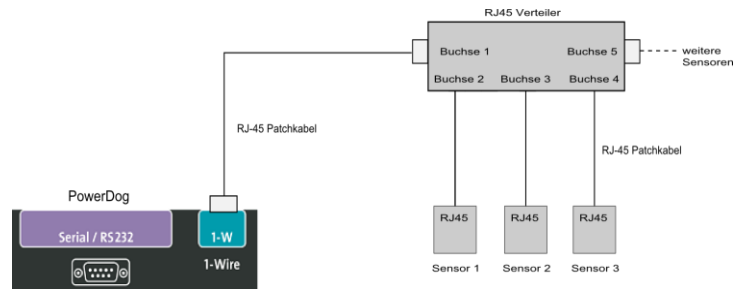 RJ45 Verteiler
Buchse 1
Buchse 5
weitere
Sensoren
Buchse 2
Buchse 3
Buchse 4
RJ-45 Patchkabel
RJ-45 Patchkabel
PowerDog
Serial / RS232
1-W
1-Wire
RJ45
RJ45
RJ45
Sensor 1
Sensor 2
Sensor 3